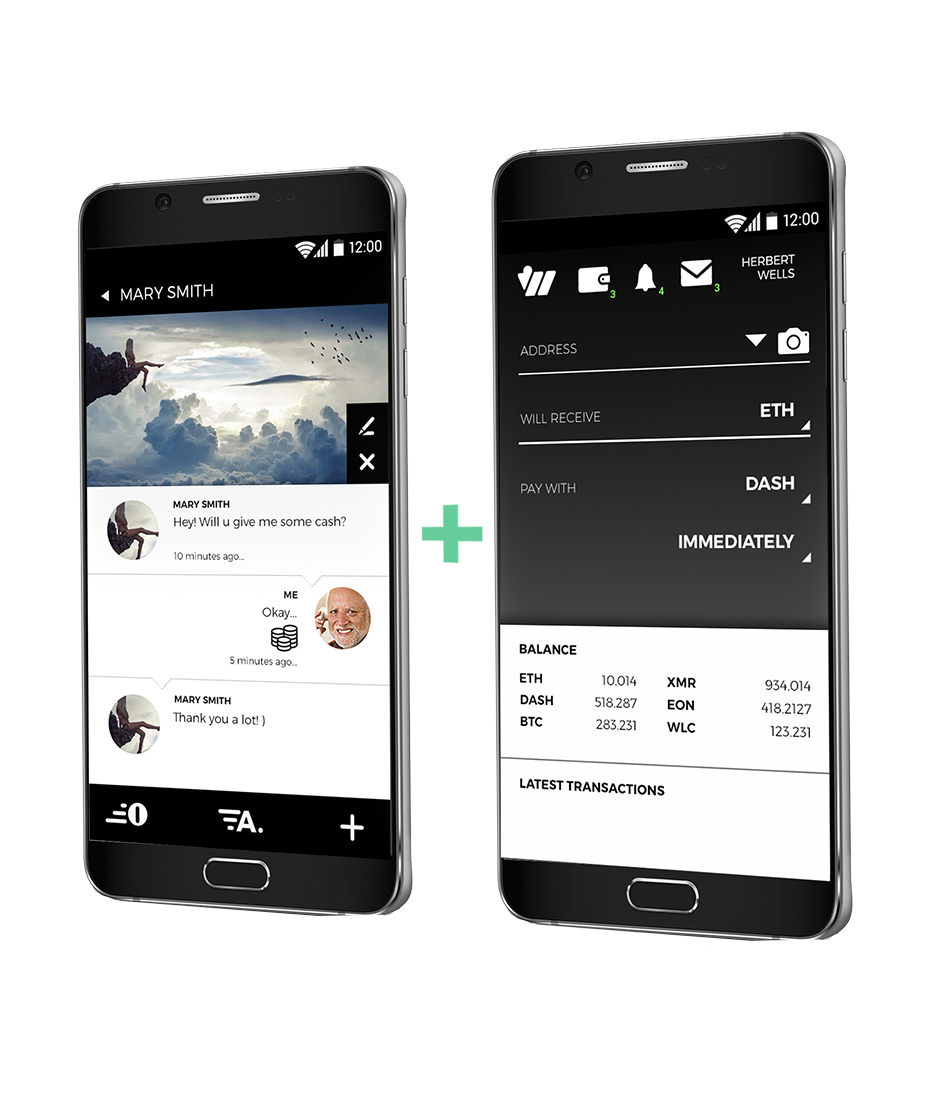 12:00
MARY SMITH
MARY SMITH
Hey! Will u give me some cash?
10 minutes ago...
ME
Okay...
5 minutes ago...
MARY SMITH
Thank you a lot! )
0
A.
12:00
3
4
3
HERBERT
WELLS
ADDRESS
WILL RECEIVE ETH
PAY WITH DASH
IMMEDIATELY
BALANCE
ETH 10.014 XMR 934.014
DASH 518.287 EON 418.2127
BTC 283.231 WLC 123.231
LATEST TRANSACTIONS